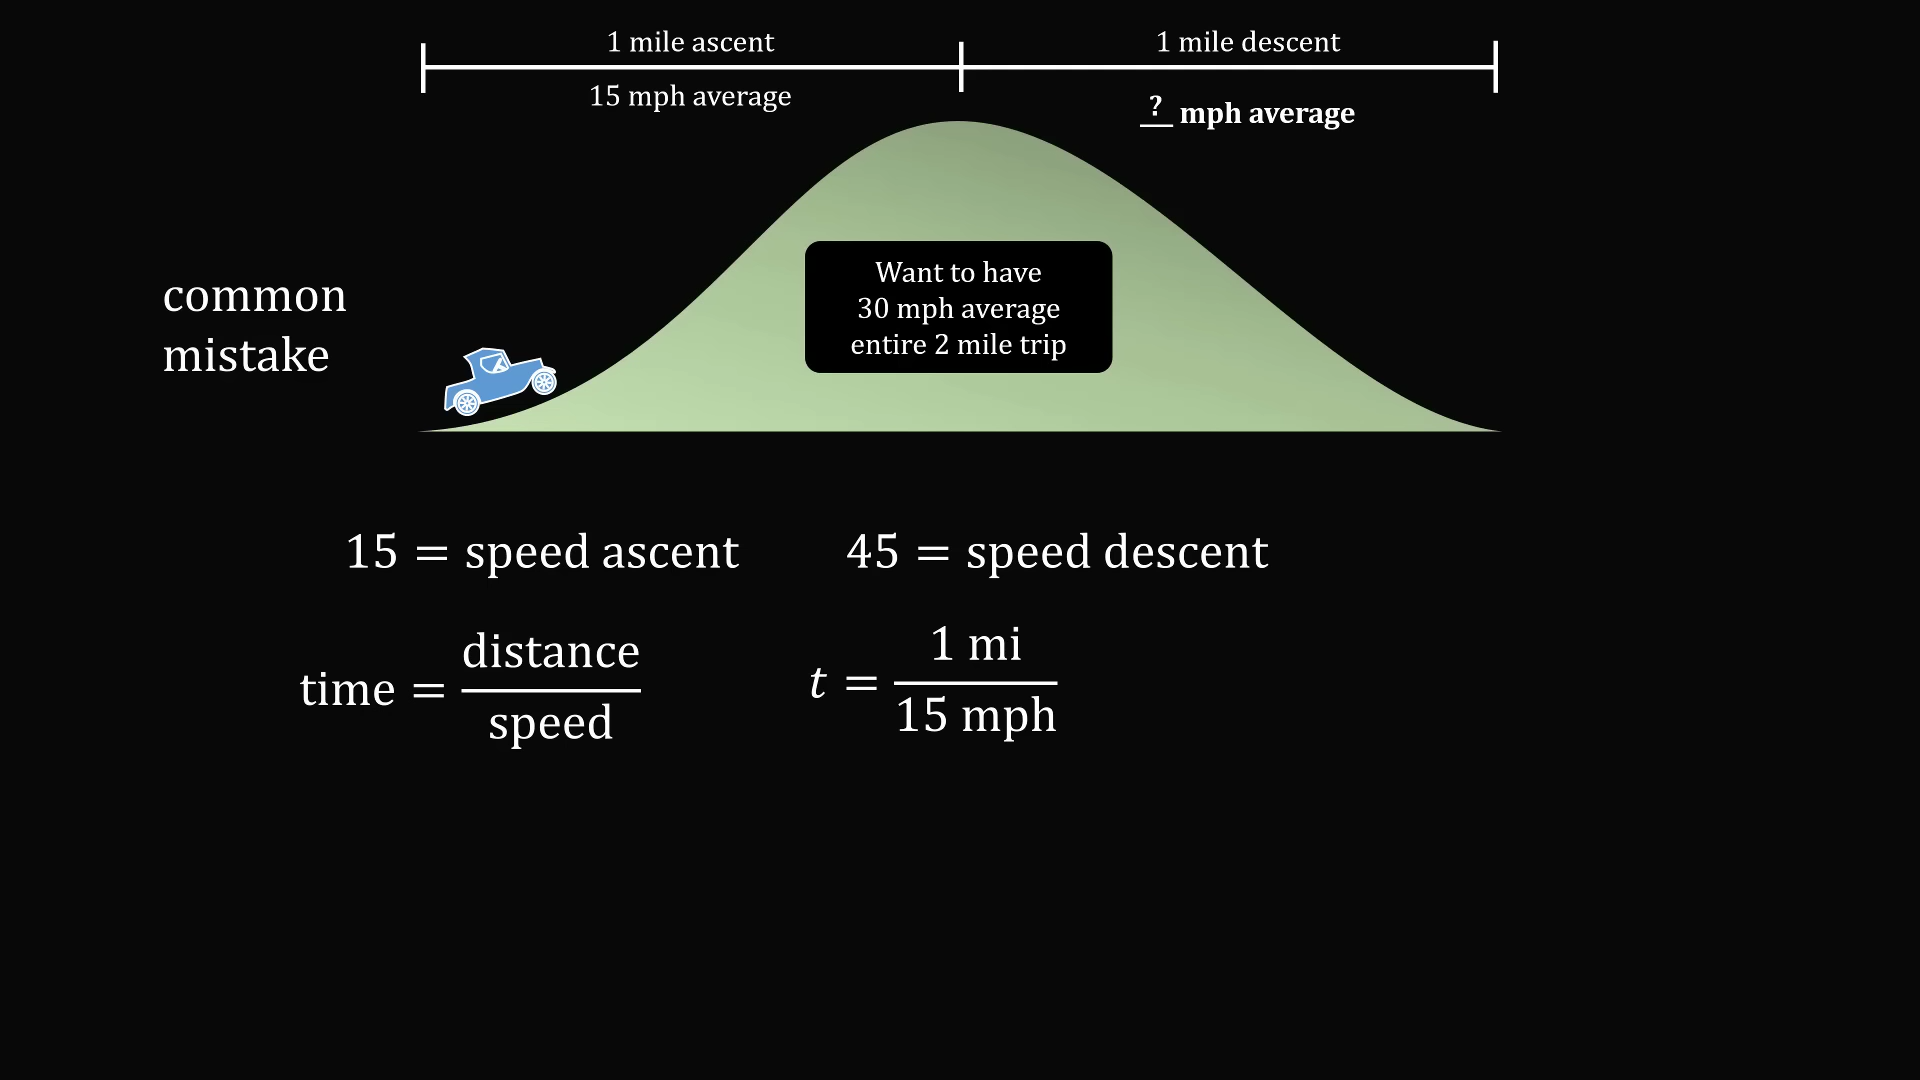 1 mile ascent
1 mile descent
15 mph average
? mph average
Want to have
30 mph average
entire 2 mile trip
common
mistake
15 = speed ascent
45 = speed descent
time = distance / speed
t = 1 mi / 15 mph